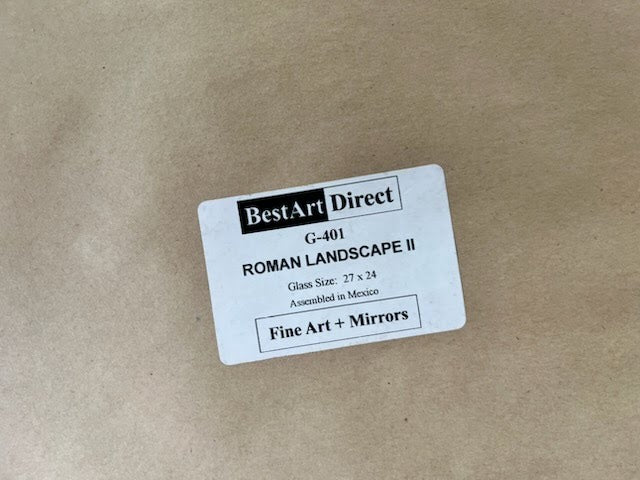 BestArt Direct
G-401
ROMAN LANDSCAPE II
Glass Size: 27 x 24
Assembled in Mexico
Fine Art + Mirrors